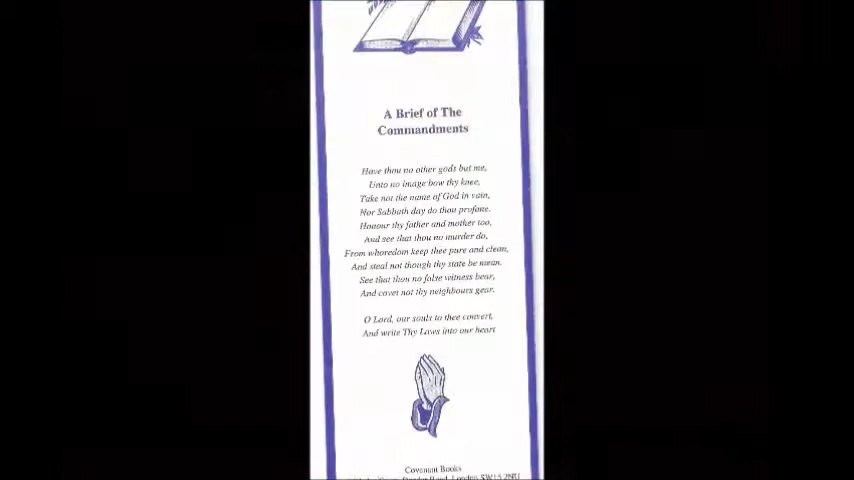 A Brief of The
Commandments
Have thou no other gods but me,
Unto no image bow thy knee,
Take not the name of God in vain,
Nor Sabbath day do thou profane.
Honour thy father and mother too,
And see that thou no murder do,
From whoredom keep thee pure and clean,
And steal not though thy state be mean.
See that thou no false witness bear,
And covet not thy neighbours gear.
O Lord, our souls to thee convert,
And write Thy Laws into our heart
Covenant Books
Road, London SW15 2NU